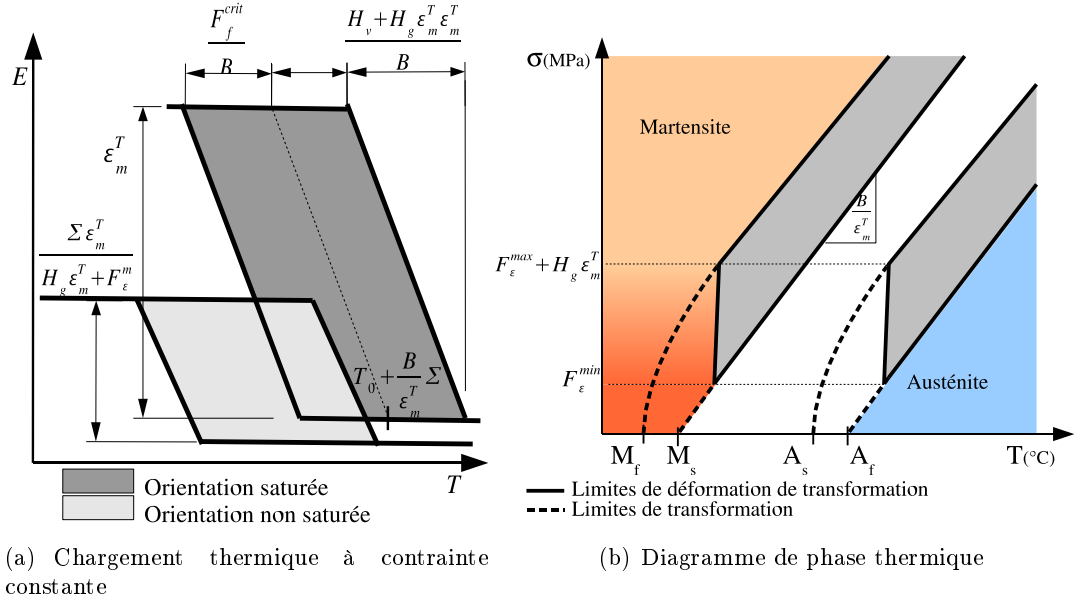 E
F_f^{crit}
B
H_v + H_g ε_m^T ε_m^T
B
ε_m^T
Σ ε_m^T
H_g ε_m^T + F_ε^m
T_0 + B/ε_m^T Σ
T
Orientation saturée
Orientation non saturée
(a) Chargement thermique à contrainte
constante
σ(MPa)
Martensite
B
ε_m^T
F_ε^{max} + H_g ε_m^T
F_ε^{min}
Austénite
M_f M_s A_s A_f T(°C)
Limites de déformation de transformation
Limites de transformation
(b) Diagramme de phase thermique